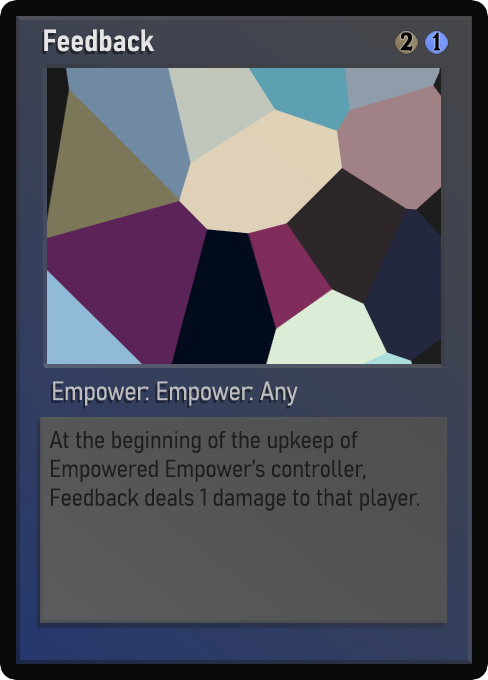 Feedback 2 1
Empower: Empower: Any
At the beginning of the upkeep of
Empowered Empower's controller,
Feedback deals 1 damage to that player.